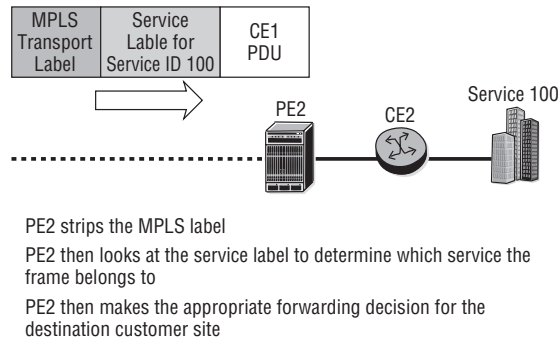 MPLS
Transport
Label
Service
Lable for
Service ID 100
CE1
PDU
PE2
CE2
Service 100
PE2 strips the MPLS label
PE2 then looks at the service label to determine which service the
frame belongs to
PE2 then makes the appropriate forwarding decision for the
destination customer site